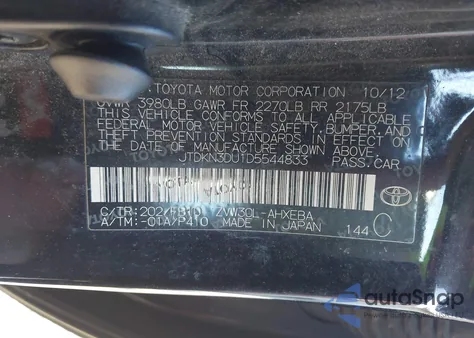 TOYOTA MOTOR CORPORATION 10/12
GVWR 3980LB GAWR FR 2270LB RR 2175LB
THIS VEHICLE CONFORMS TO ALL APPLICABLE
FEDERAL MOTOR VEHICLE SAFETY, BUMPER, AND
THEFT PREVENTION STANDARDS IN EFFECT ON
THE DATE OF MANUFACTURE SHOWN ABOVE.
JTDKN3DU1D5544833 PASS.CAR
C/TR: 202/FB10 ZVW30L-AHXEBA
A/TM: -01A/P410 MADE IN JAPAN 144 C
autoSnap